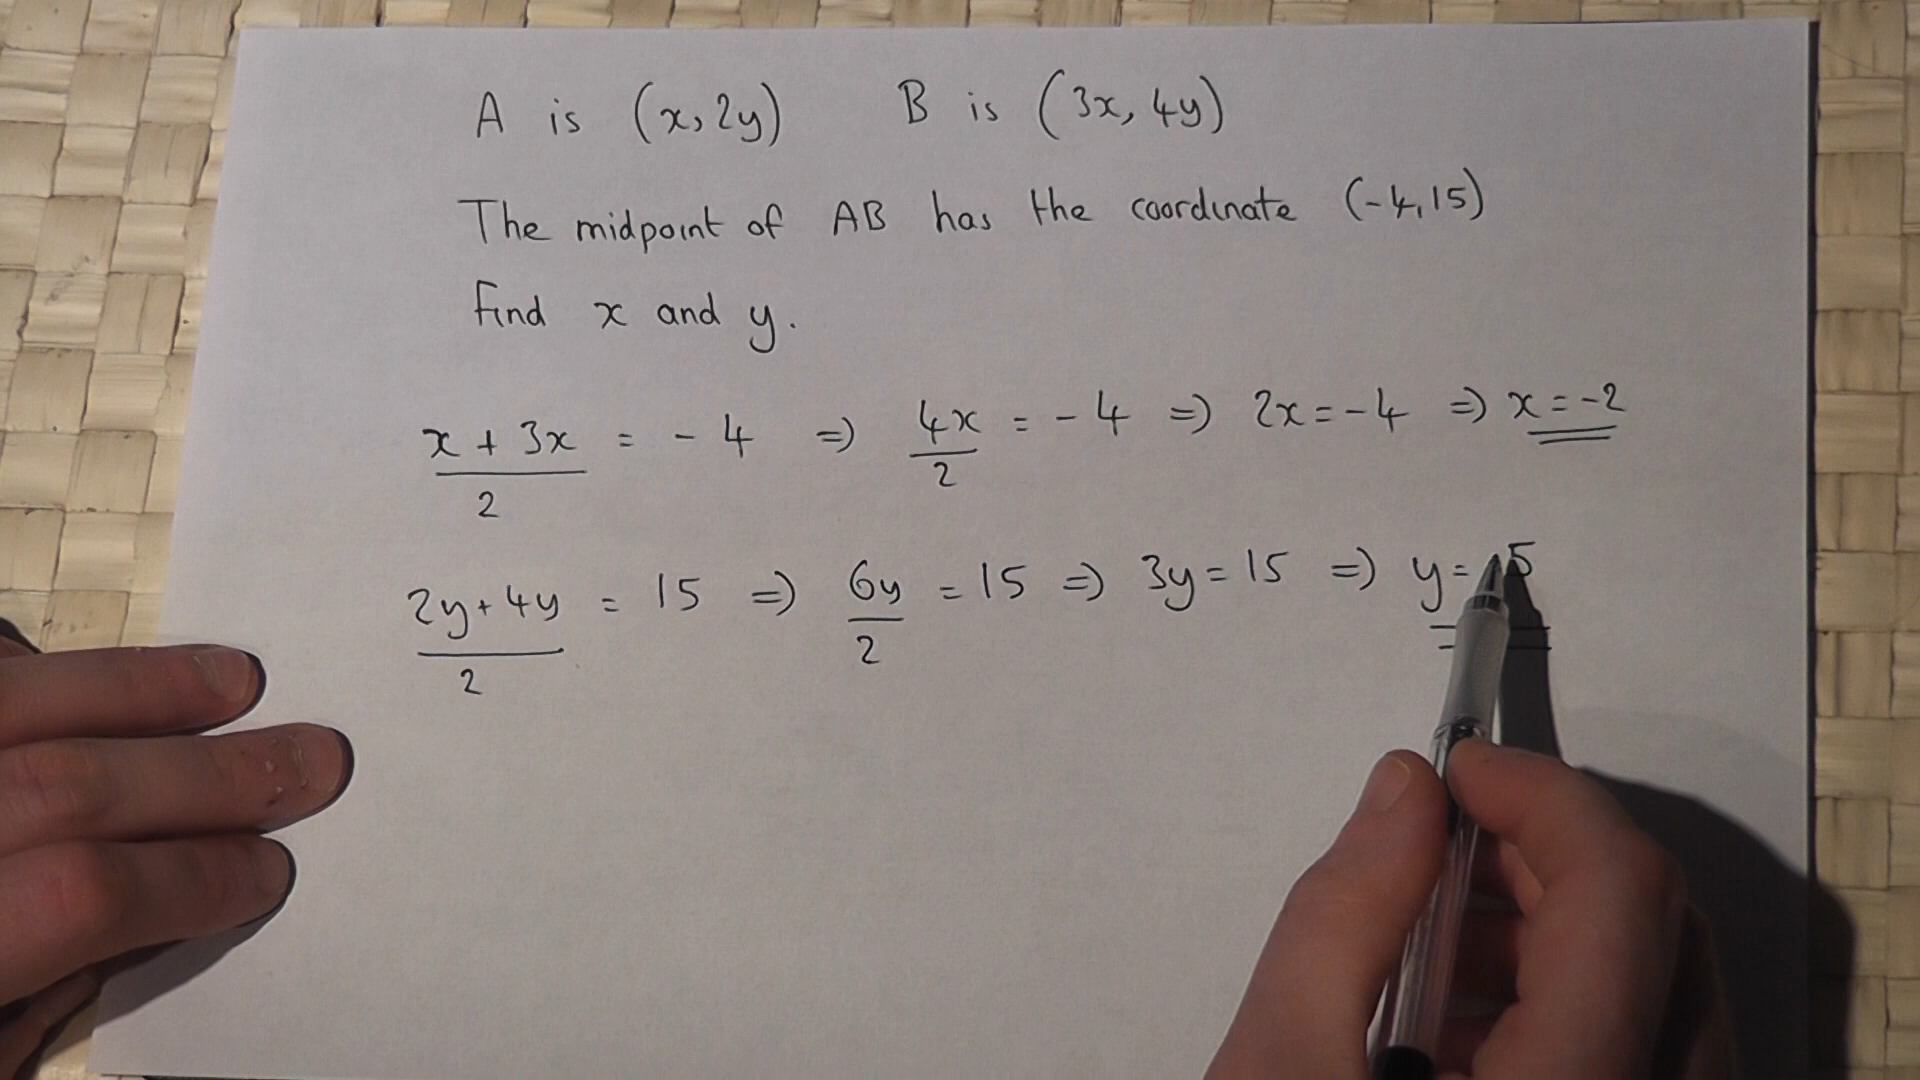 A is (x, 2y) B is (3x, 4y)
The midpoint of AB has the coordinate (-4, 15)
Find x and y.
x + 3x / 2 = -4 => 4x / 2 = -4 => 2x = -4 => x = -2
2y + 4y / 2 = 15 => 6y / 2 = 15 => 3y = 15 => y = 5